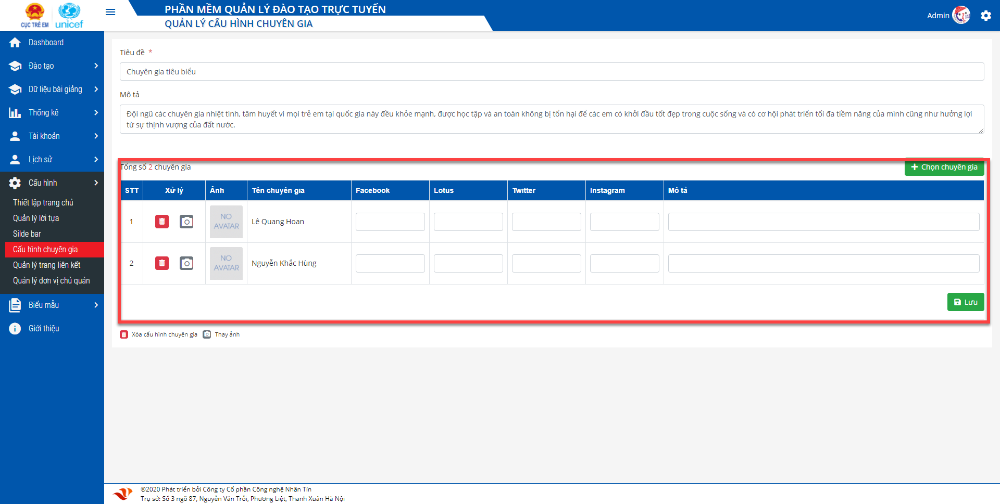 CỤC TRẺ EM
unicef
PHẦN MỀM QUẢN LÝ ĐÀO TẠO TRỰC TUYẾN
QUẢN LÝ CẤU HÌNH CHUYÊN GIA
Admin
Dashboard
Đào tạo
Dữ liệu bài giảng
Thống kê
Tài khoản
Lịch sử
Cấu hình
Thiết lập trang chủ
Quản lý lời tựa
Silde bar
Cấu hình chuyên gia
Quản lý trang liên kết
Quản lý đơn vị chủ quản
Biểu mẫu
Giới thiệu
Tiêu đề *
Chuyên gia tiêu biểu
Mô tả
Đội ngũ các chuyên gia nhiệt tình, tâm huyết vi mọi trẻ em tại quốc gia này đều khỏe mạnh, được học tập và an toàn không bị tổn hại để các em có khởi đầu tốt đẹp trong cuộc sống và có cơ hội phát triển tối đa tiềm năng của mình cũng như hưởng lợi
từ sự thịnh vượng của đất nước.
Tổng số 2 chuyên gia
Chọn chuyên gia
STT Xử lý Ảnh Tên chuyên gia Facebook Lotus Twitter Instagram Mô tả
1 NO AVATAR Lê Quang Hoan
2 NO AVATAR Nguyễn Khắc Hùng
Lưu
Xóa cấu hình chuyên gia Thay ảnh
©2020 Phát triển bởi Công ty Cổ phần Công nghệ Nhân Tín
Trụ sở: Số 3 ngõ 87, Nguyễn Văn Trỗi, Phương Liệt, Thanh Xuân Hà Nội